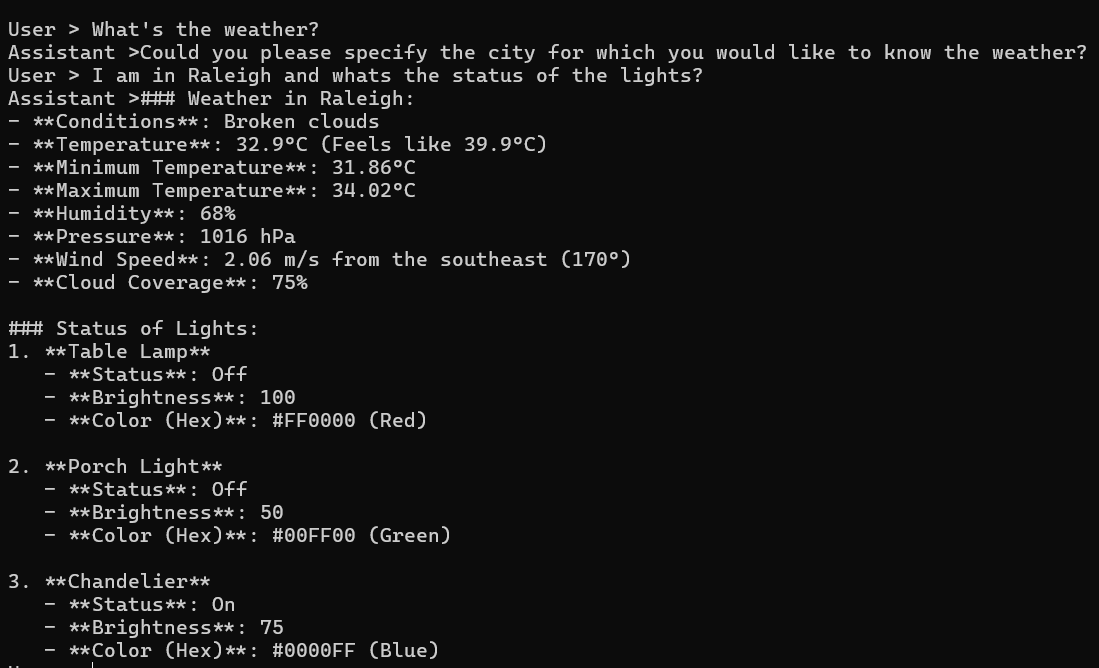 User > What's the weather?
Assistant >Could you please specify the city for which you would like to know the weather?
User > I am in Raleigh and whats the status of the lights?
Assistant >### Weather in Raleigh:
- **Conditions**: Broken clouds
- **Temperature**: 32.9°C (Feels like 39.9°C)
- **Minimum Temperature**: 31.86°C
- **Maximum Temperature**: 34.02°C
- **Humidity**: 68%
- **Pressure**: 1016 hPa
- **Wind Speed**: 2.06 m/s from the southeast (170°)
- **Cloud Coverage**: 75%
### Status of Lights:
1. **Table Lamp**
- **Status**: Off
- **Brightness**: 100
- **Color (Hex)**: #FF0000 (Red)
2. **Porch Light**
- **Status**: Off
- **Brightness**: 50
- **Color (Hex)**: #00FF00 (Green)
3. **Chandelier**
- **Status**: On
- **Brightness**: 75
- **Color (Hex)**: #0000FF (Blue)